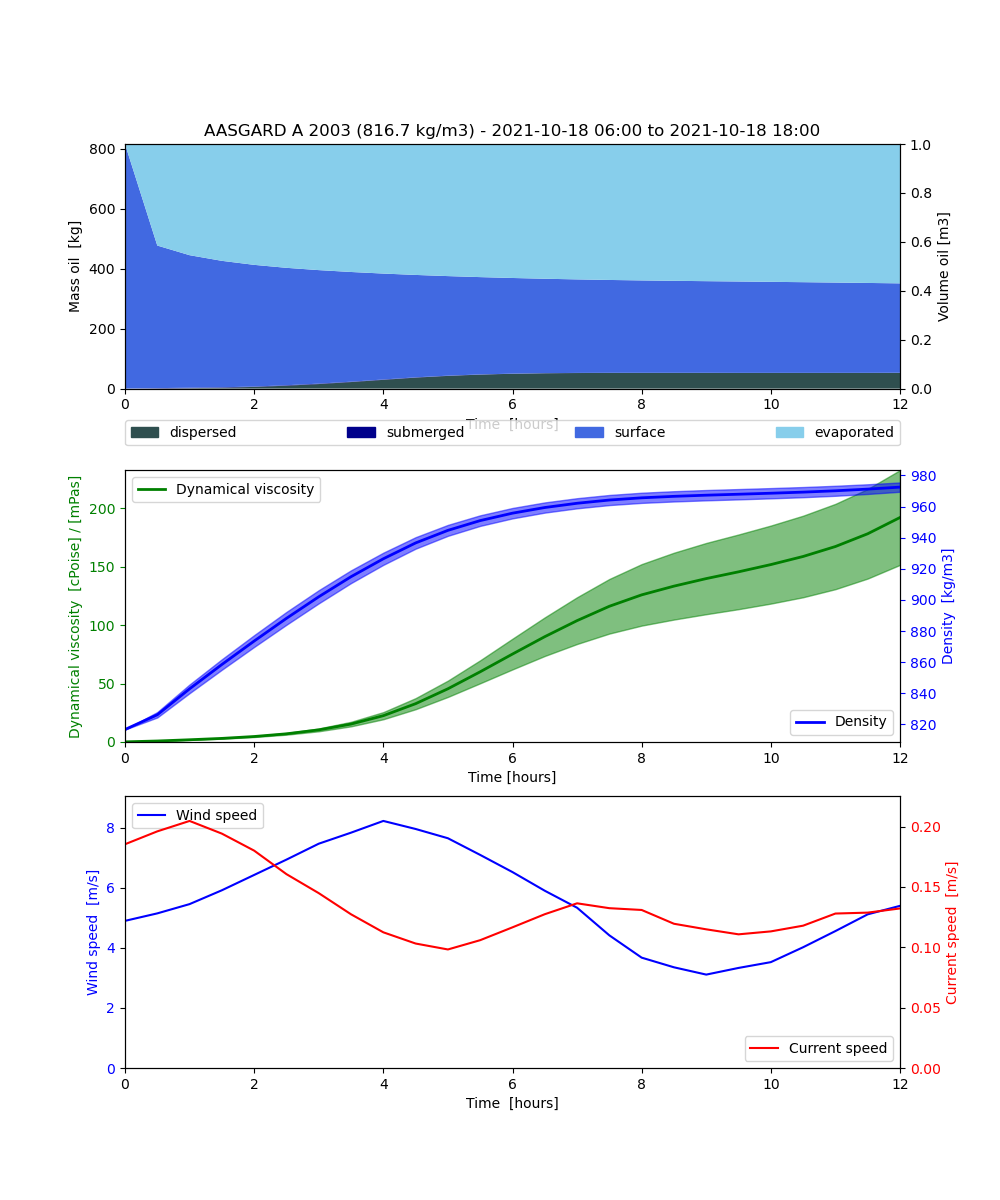 AASGARD A 2003 (816.7 kg/m3) - 2021-10-18 06:00 to 2021-10-18 18:00
Mass oil [kg]
800
600
400
200
0
Volume oil [m3]
1.0
0.8
0.6
0.4
0.2
0.0
0 2 4 6 8 10 12
Time [hours]
dispersed submerged surface evaporated
Dynamical viscosity
Dynamical viscosity [cPoise] / [mPas]
200
150
100
50
0
Density [kg/m3]
980
960
940
920
900
880
860
840
820
Density
0 2 4 6 8 10 12
Time [hours]
Wind speed
Wind speed [m/s]
8
6
4
2
0
Current speed [m/s]
0.20
0.15
0.10
0.05
0.00
Current speed
0 2 4 6 8 10 12
Time [hours]